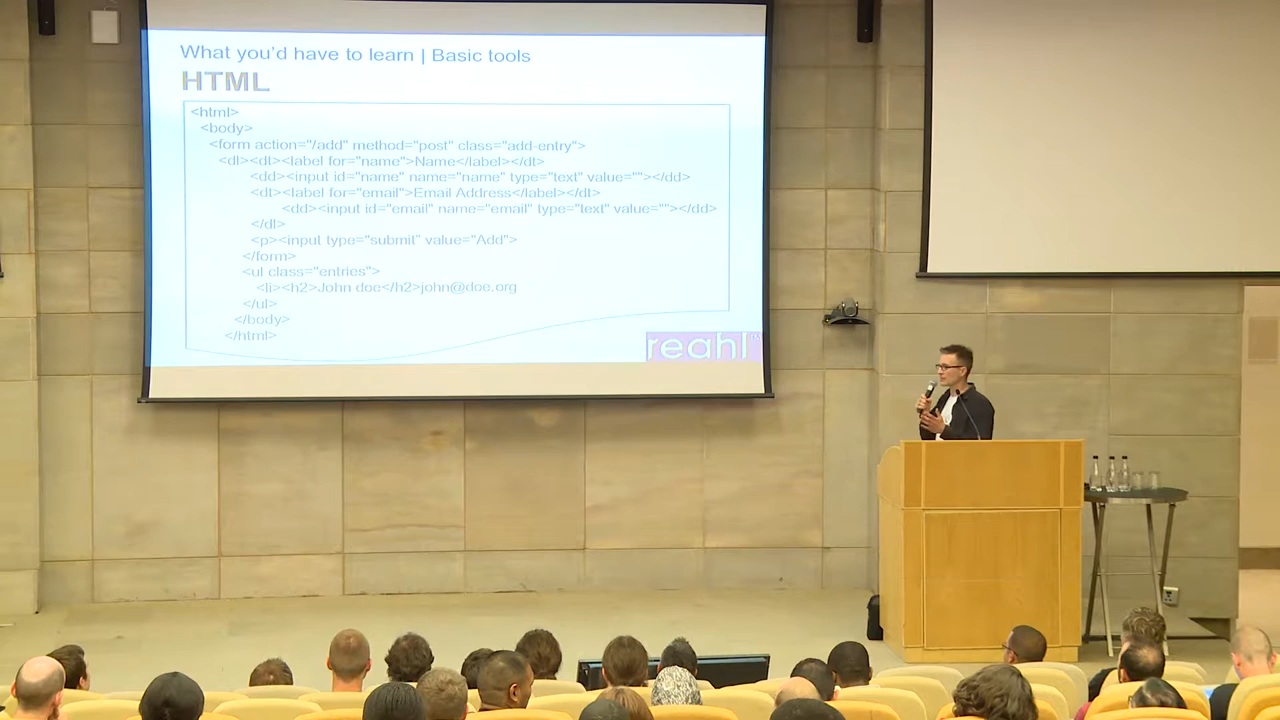 What you'd have to learn | Basic tools
HTML
<html>
<body>
<form action="/add" method="post" class="add-entry">
<dl><dt><label for="name">Name</label></dt>
<dd><input id="name" name="name" type="text" value=""></dd>
<dt><label for="email">Email Address</label></dt>
<dd><input id="email" name="email" type="text" value=""></dd>
</dl>
<p><input type="submit" value="Add">
</form>
<ul class="entries">
<li><h2>John doe</h2>john@doe.org
</ul>
</body>
</html>
reahl